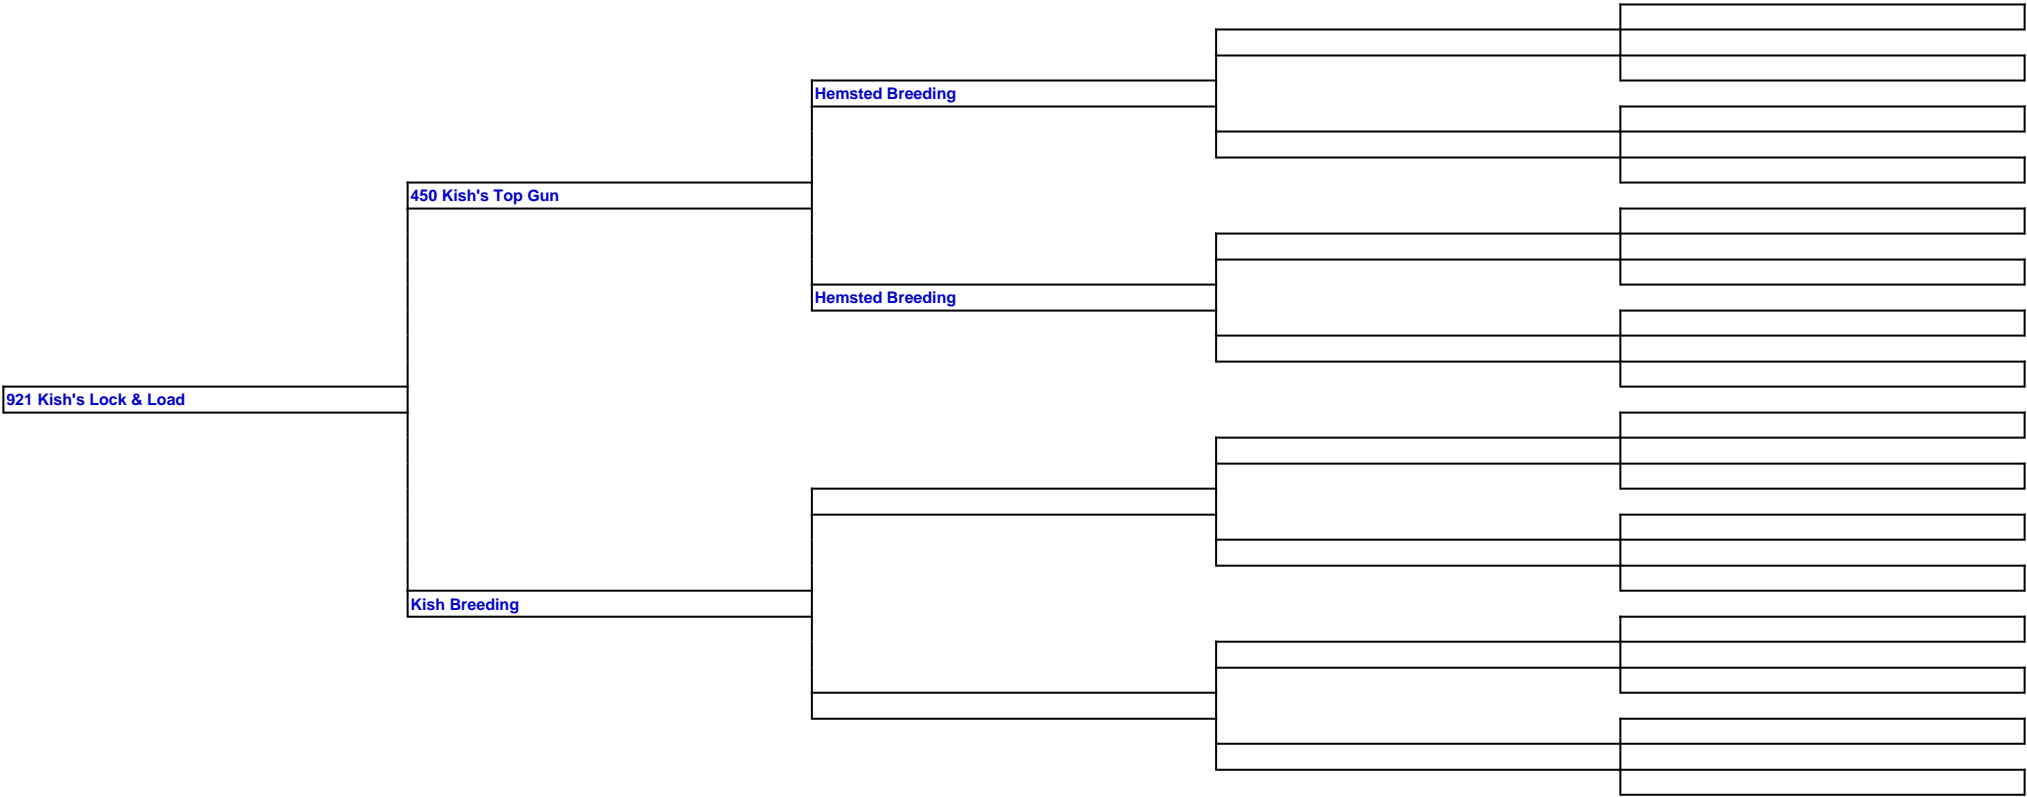 Hemsted Breeding
450 Kish's Top Gun
Hemsted Breeding
921 Kish's Lock & Load
Kish Breeding